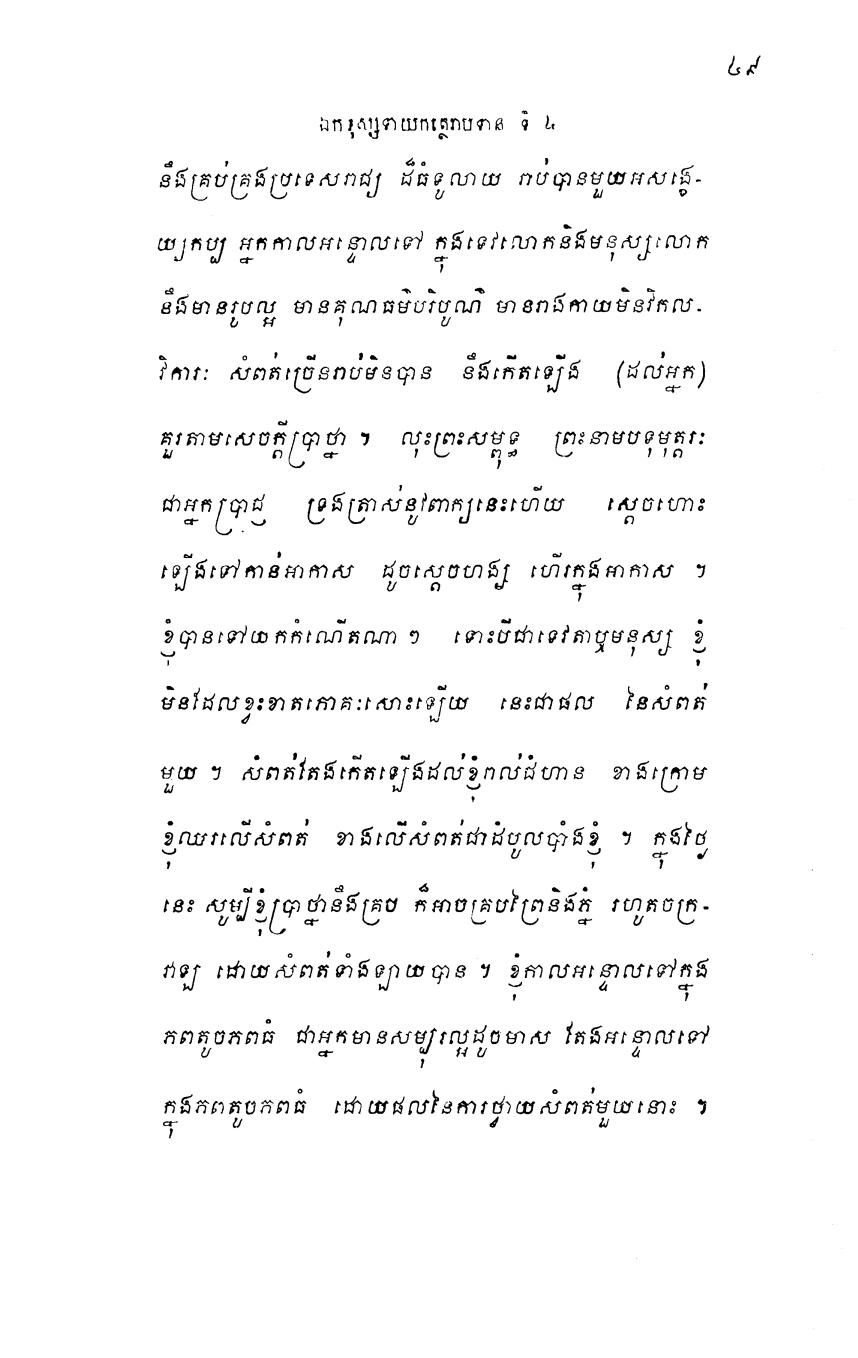 ៤៩
ឯកទុស្សទាយកត្ថេរាបទាន ទី ៤
នឹងគ្រប់គ្រងប្រទេសរាជ្យ ដ៏ធំទូលាយ រាប់បានមួយអសង្ខេ-
យ្យកប្ប អ្នកកាលអន្ទោលទៅ ក្នុងទេវលោកនិងមនុស្សលោក
នឹងមានរូបល្អ មានគុណធម៌បរិបូណ៌ មានរាងកាយមិនវិកល-
វិការៈ សំពត់ច្រើនរាប់មិនបាន នឹងកើតឡើង (ដល់អ្នក)
គួរតាមសេចក្តីប្រាថ្នា ។ លុះព្រះសម្ពុទ្ធ ព្រះនាមបទុមុត្តរៈ
ជាអ្នកប្រាជ្ញ ទ្រង់ត្រាស់នូវពាក្យនេះហើយ ស្តេចហោះ
ឡើងទៅកាន់អាកាស ដូចស្តេចហង្ស ហើរក្នុងអាកាស ។
ខ្ញុំបានទៅយកកំណើតណា ៗ ទោះបីជាទេវតាឬមនុស្ស ខ្ញុំ
មិនដែលខ្វះខាតភោគៈសោះឡើយ នេះជាផល នៃសំពត់
មួយ ។ សំពត់តែងកើតឡើងដល់ខ្ញុំរាល់ជំហាន ខាងក្រោម
ខ្ញុំឈរលើសំពត់ ខាងលើសំពត់ជាដំបូលបាំងខ្ញុំ ។ ក្នុងថ្ងៃ
នេះ សូម្បីខ្ញុំប្រាថ្នានឹងគ្រប ក៏អាចគ្របព្រៃនិងភ្នំ រហូតចក្រ-
វាឡ ដោយសំពត់ទាំងឡាយបាន ។ ខ្ញុំកាលអន្ទោលទៅក្នុង
ភពតូចភពធំ ជាអ្នកមានសម្បុរល្អដូចមាស តែងអន្ទោលទៅ
ក្នុងភពតូចភពធំ ដោយផលនៃការថ្វាយសំពត់មួយនោះ ។